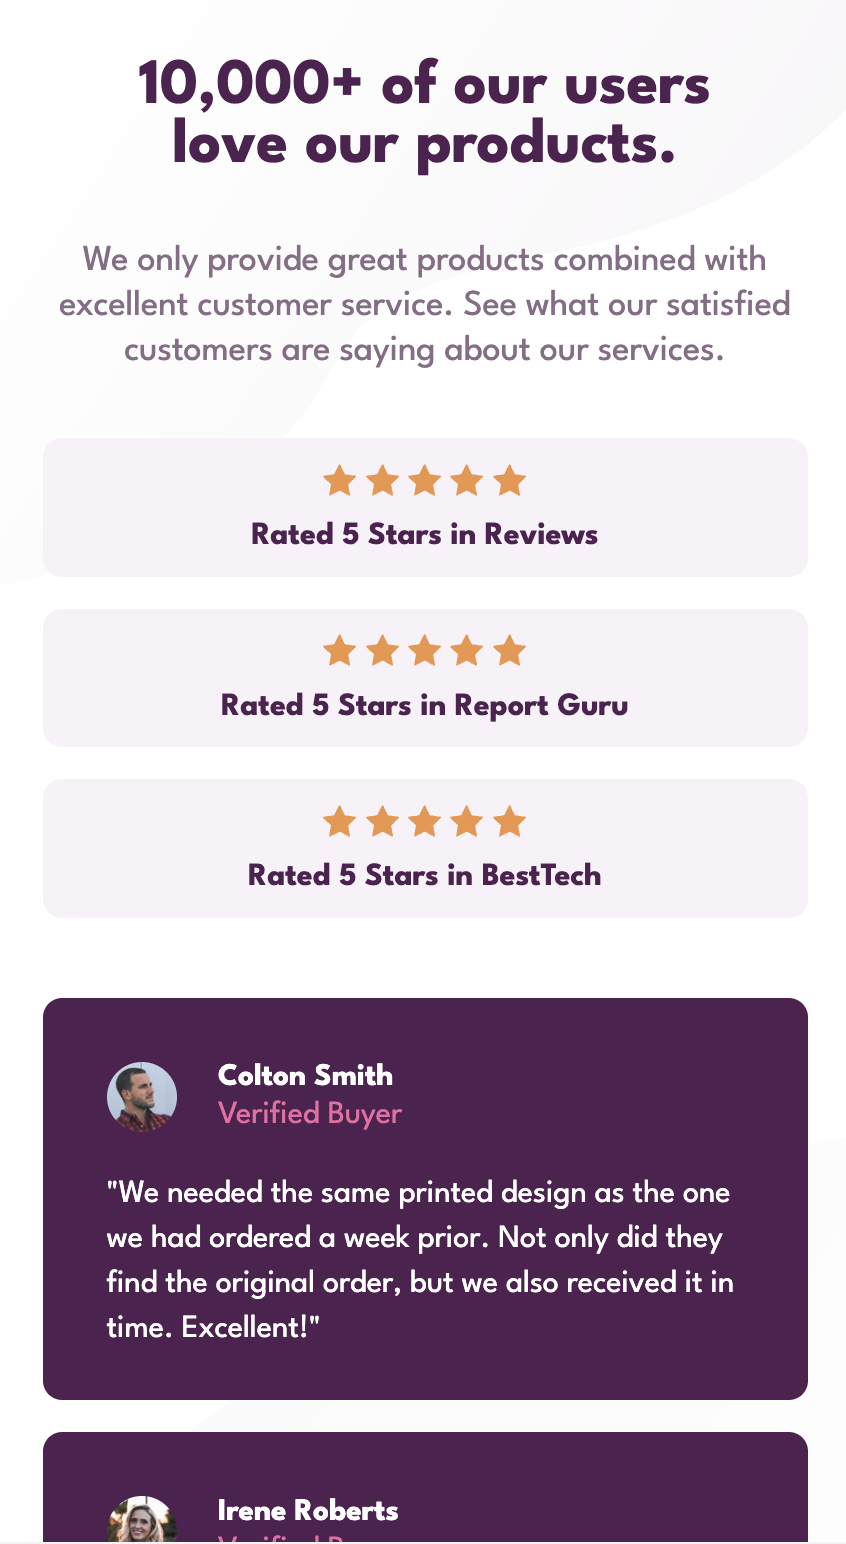 10,000+ of our users
love our products.
We only provide great products combined with
excellent customer service. See what our satisfied
customers are saying about our services.
Rated 5 Stars in Reviews
Rated 5 Stars in Report Guru
Rated 5 Stars in BestTech
Colton Smith
Verified Buyer
"We needed the same printed design as the one
we had ordered a week prior. Not only did they
find the original order, but we also received it in
time. Excellent!"
Irene Roberts